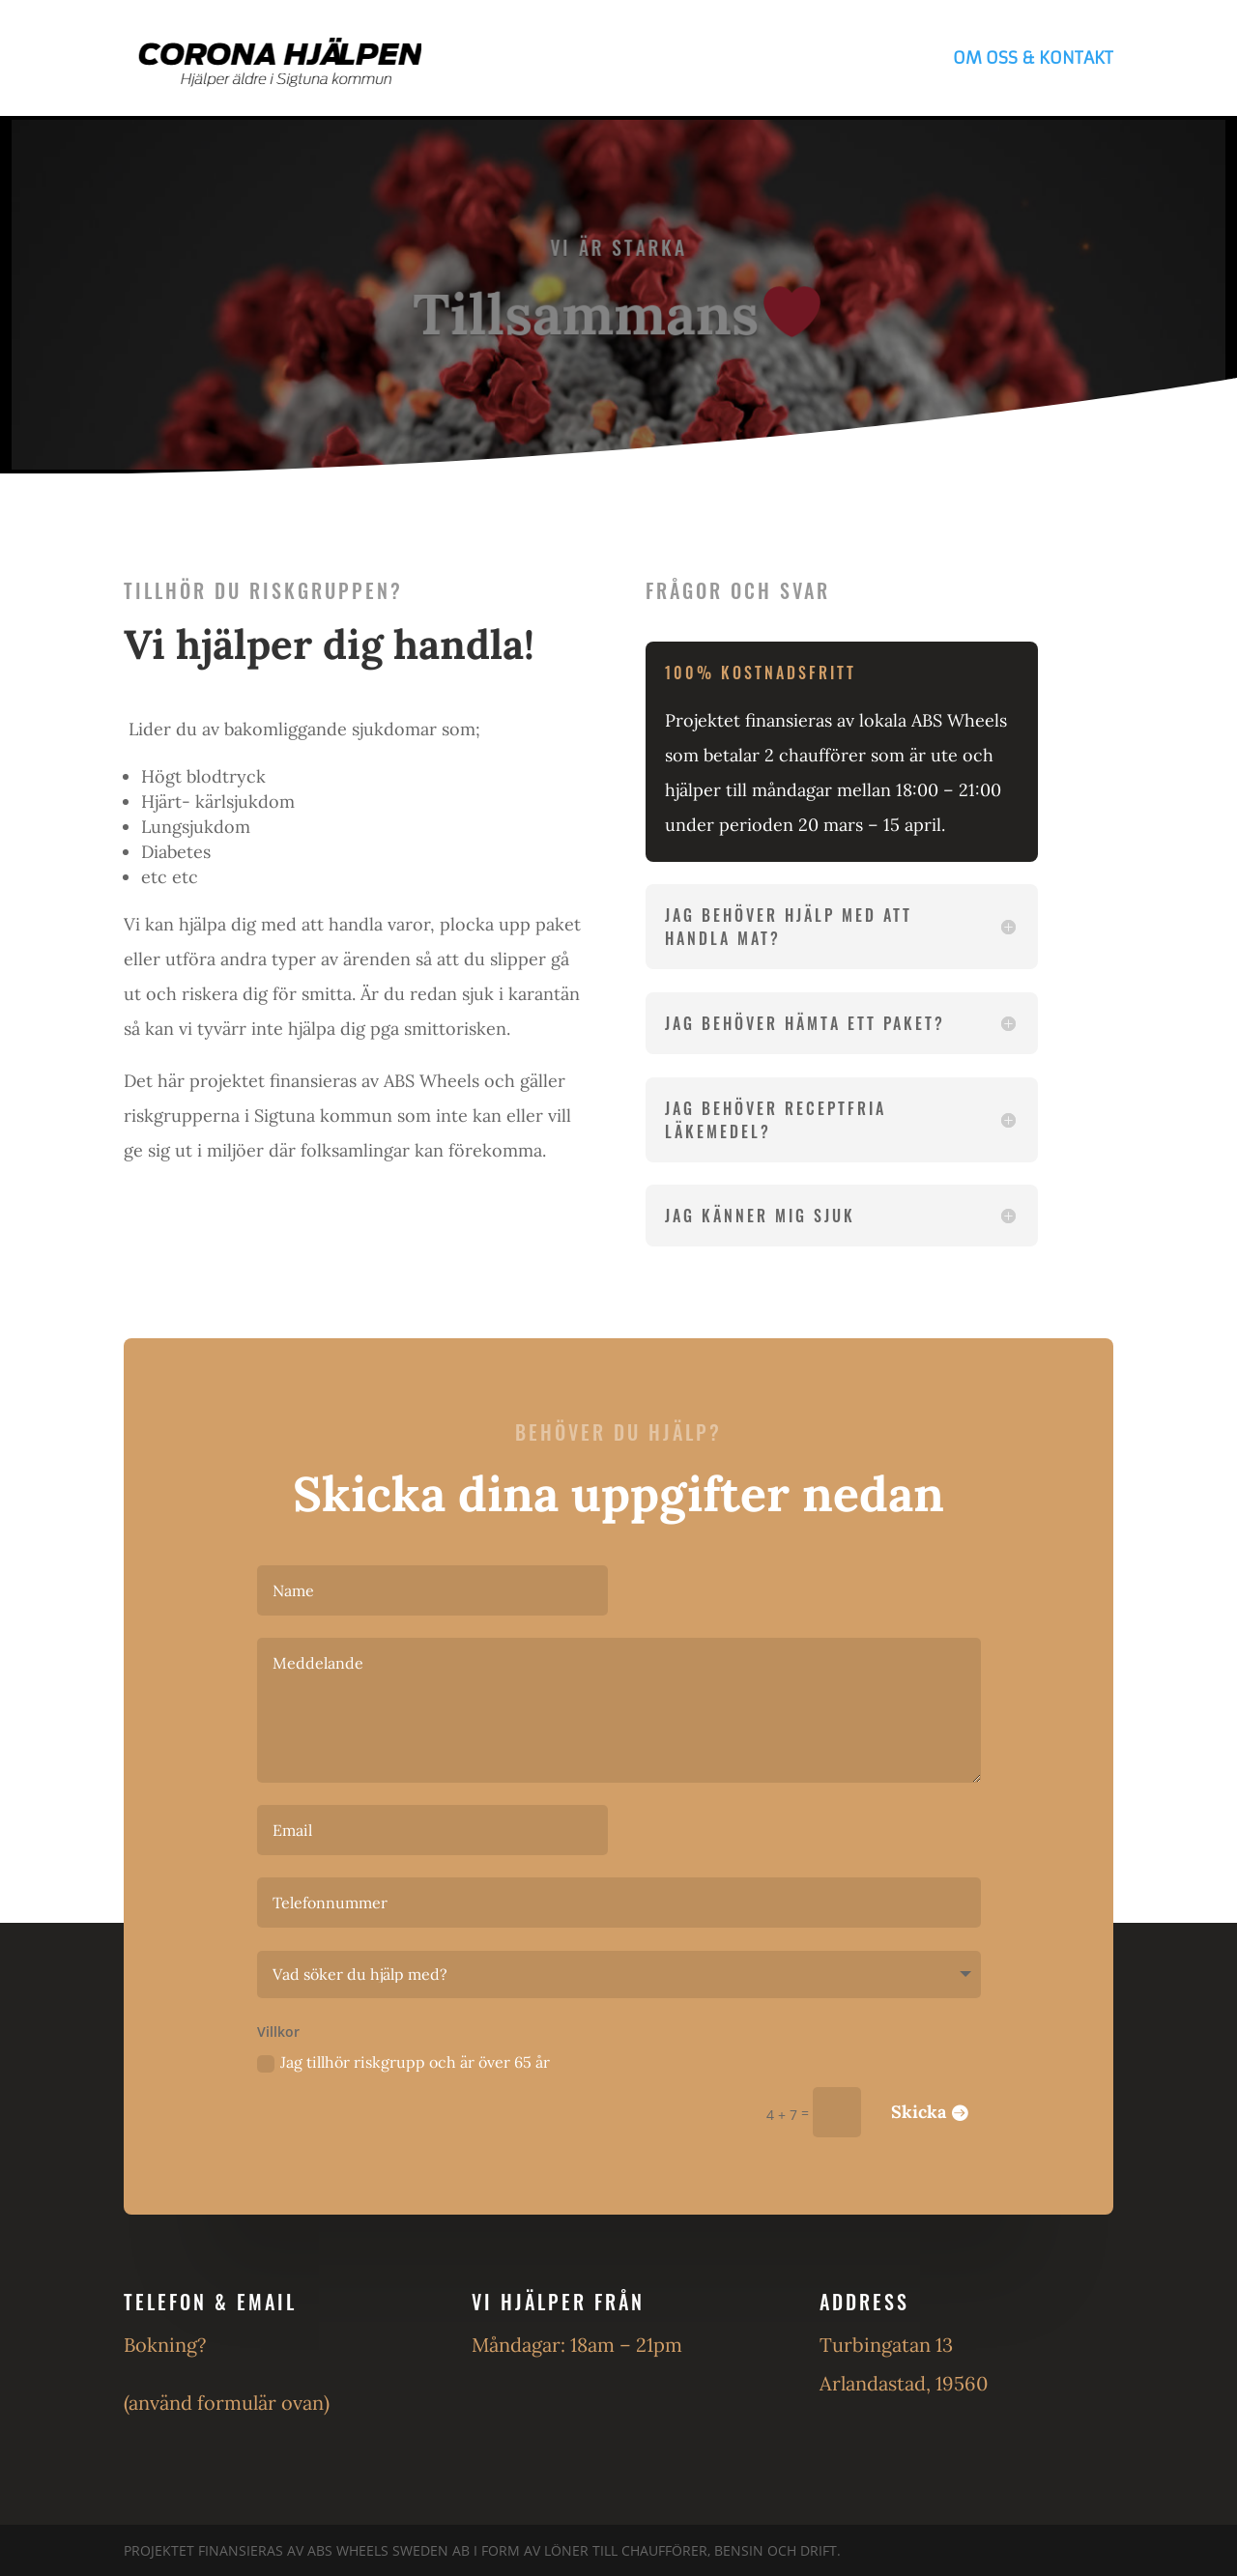 CORONA HJÄLPEN
Hjälper äldre i Sigtuna kommun
OM OSS & KONTAKT
VI ÄR STARKA
Tillsammans
TILLHÖR DU RISKGRUPPEN?
Vi hjälper dig handla!
Lider du av bakomliggande sjukdomar som;
Högt blodtryck
Hjärt- kärlsjukdom
Lungsjukdom
Diabetes
etc etc
Vi kan hjälpa dig med att handla varor, plocka upp paket
eller utföra andra typer av ärenden så att du slipper gå
ut och riskera dig för smitta. Är du redan sjuk i karantän
så kan vi tyvärr inte hjälpa dig pga smittorisken.
Det här projektet finansieras av ABS Wheels och gäller
riskgrupperna i Sigtuna kommun som inte kan eller vill
ge sig ut i miljöer där folksamlingar kan förekomma.
FRÅGOR OCH SVAR
100% KOSTNADSFRITT
Projektet finansieras av lokala ABS Wheels
som betalar 2 chaufförer som är ute och
hjälper till måndagar mellan 18:00 – 21:00
under perioden 20 mars – 15 april.
JAG BEHÖVER HJÄLP MED ATT
HANDLA MAT?
JAG BEHÖVER HÄMTA ETT PAKET?
JAG BEHÖVER RECEPTFRIA
LÄKEMEDEL?
JAG KÄNNER MIG SJUK
BEHÖVER DU HJÄLP?
Skicka dina uppgifter nedan
Name
Meddelande
Email
Telefonnummer
Vad söker du hjälp med?
Villkor
Jag tillhör riskgrupp och är över 65 år
4 + 7 =
Skicka
TELEFON & EMAIL
Bokning?
(använd formulär ovan)
VI HJÄLPER FRÅN
Måndagar: 18am – 21pm
ADDRESS
Turbingatan 13
Arlandastad, 19560
PROJEKTET FINANSIERAS AV ABS WHEELS SWEDEN AB I FORM AV LÖNER TILL CHAUFFÖRER, BENSIN OCH DRIFT.